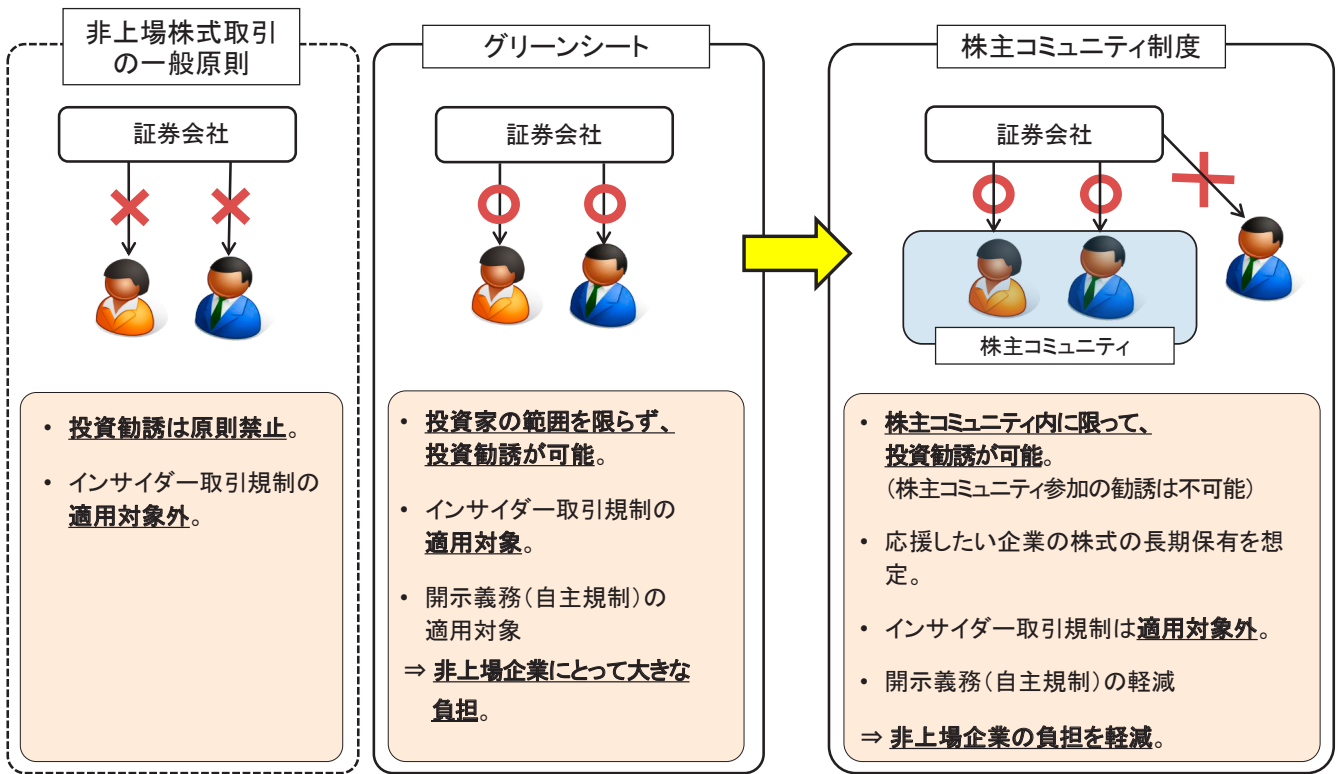 非上場株式取引
の一般原則
証券会社
・ 投資勧誘は原則禁止。
・ インサイダー取引規制の
適用対象外。
グリーンシート
証券会社
・ 投資家の範囲を限らず、
投資勧誘が可能。
・ インサイダー取引規制の
適用対象。
・ 開示義務（自主規制）の
適用対象
⇒ 非上場企業にとって大きな
負担。
株主コミュニティ制度
証券会社
株主コミュニティ
・ 株主コミュニティ内に限って、
投資勧誘が可能。
（株主コミュニティ参加の勧誘は不可能）
・ 応援したい企業の株式の長期保有を想
定。
・ インサイダー取引規制は適用対象外。
・ 開示義務（自主規制）の軽減
⇒ 非上場企業の負担を軽減。